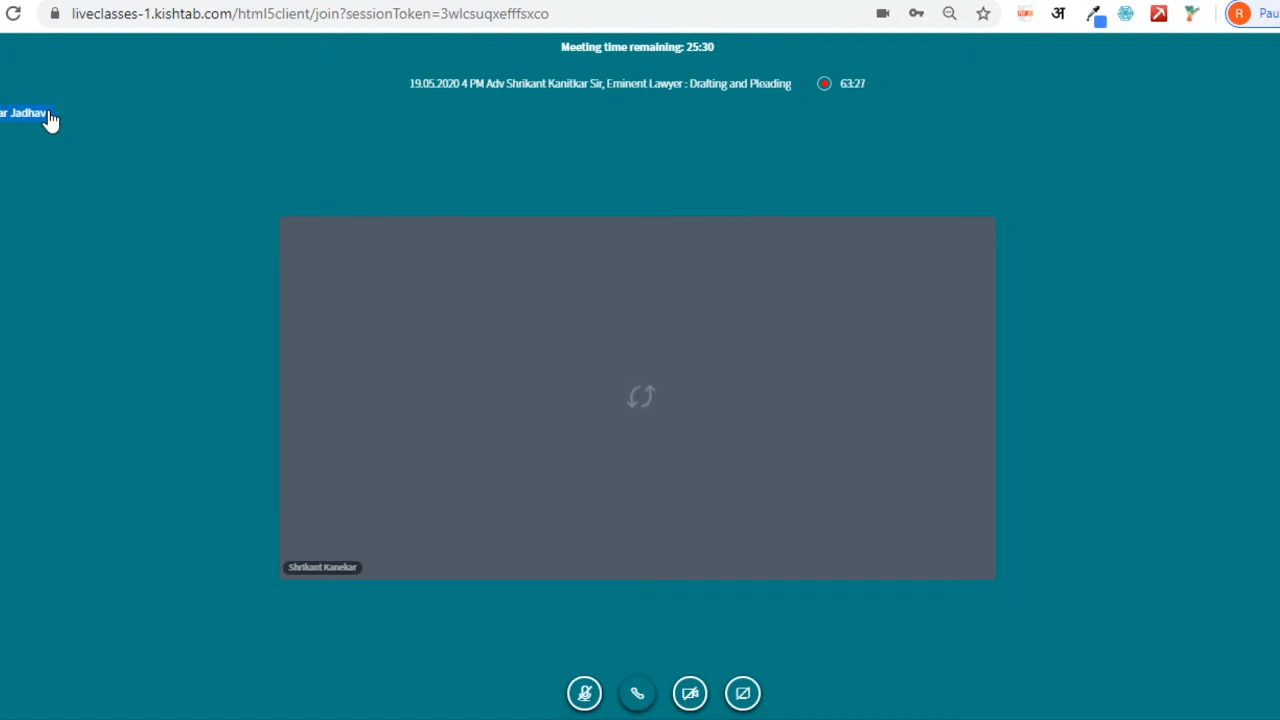 liveclasses-1.kishtab.com/html5client/join?sessionToken=3wlcsuqxefffsxco
अ
R
Pau
Meeting time remaining: 25:30
19.05.2020 4 PM Adv Shrikant Kanitkar Sir, Eminent Lawyer : Drafting and Pleading 63:27
ar Jadhav
Shrikant Kanekar